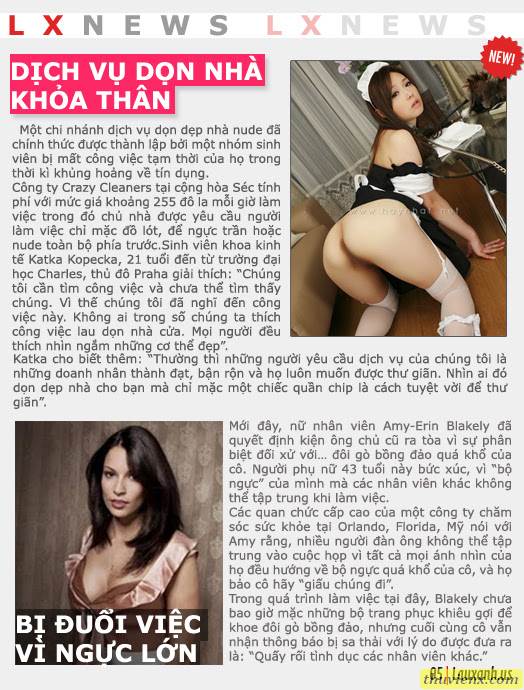 LXNEWS LXNEWS
NEW!
DỊCH VỤ DỌN NHÀ
KHỎA THÂN
Một chi nhánh dịch vụ dọn dẹp nhà nude đã
chính thức được thành lập bởi một nhóm sinh
viên bị mất công việc tạm thời của họ trong
thời kì khủng hoảng về tín dụng.
Công ty Crazy Cleaners tại cộng hòa Séc tính
phí với mức giá khoảng 255 đô la mỗi giờ làm
việc trong đó chủ nhà được yêu cầu người
làm việc chỉ mặc đồ lót, để ngực trần hoặc
nude toàn bộ phía trước.Sinh viên khoa kinh
tế Katka Kopecka, 21 tuổi đến từ trường đại
học Charles, thủ đô Praha giải thích: “Chúng
tôi cần tìm công việc và chưa thể tìm thấy
chúng. Vì thế chúng tôi đã nghĩ đến công
việc này. Không ai trong số chúng ta thích
công việc lau dọn nhà cửa. Mọi người đều
thích nhìn ngắm những cơ thể đẹp”.
Katka cho biết thêm: “Thường thì những người yêu cầu dịch vụ của chúng tôi là
những doanh nhân thành đạt, bận rộn và họ luôn muốn được thư giãn. Nhìn ai đó
dọn dẹp nhà cho bạn mà chỉ mặc một chiếc quần chip là cách tuyệt vời để thư
giãn”.
Mới đây, nữ nhân viên Amy-Erin Blakely đã
quyết định kiện ông chủ cũ ra tòa vì sự phân
biệt đối xử với... đôi gò bồng đảo quá khổ của
cô. Người phụ nữ 43 tuổi này bức xúc, vì “bộ
ngực” của mình mà các nhân viên khác không
thể tập trung khi làm việc.
Các quan chức cấp cao của một công ty chăm
sóc sức khỏe tại Orlando, Florida, Mỹ nói với
Amy rằng, nhiều người đàn ông không thể tập
trung vào cuộc họp vì tất cả mọi ánh nhìn của
họ đều hướng về bộ ngực quá khổ của cô, và họ
bảo cô hãy “giấu chúng đi”.
Trong quá trình làm việc tại đây, Blakely chưa
bao giờ mặc những bộ trang phục khiêu gợi để
khoe đôi gò bồng đảo, nhưng cuối cùng cô vẫn
nhận thông báo bị sa thải với lý do được đưa ra
là: “Quấy rối tình dục các nhân viên khác.”
BỊ ĐUỔI VIỆC
VÌ NGỰC LỚN
05 | Lauxanh.us
thuvienx.com